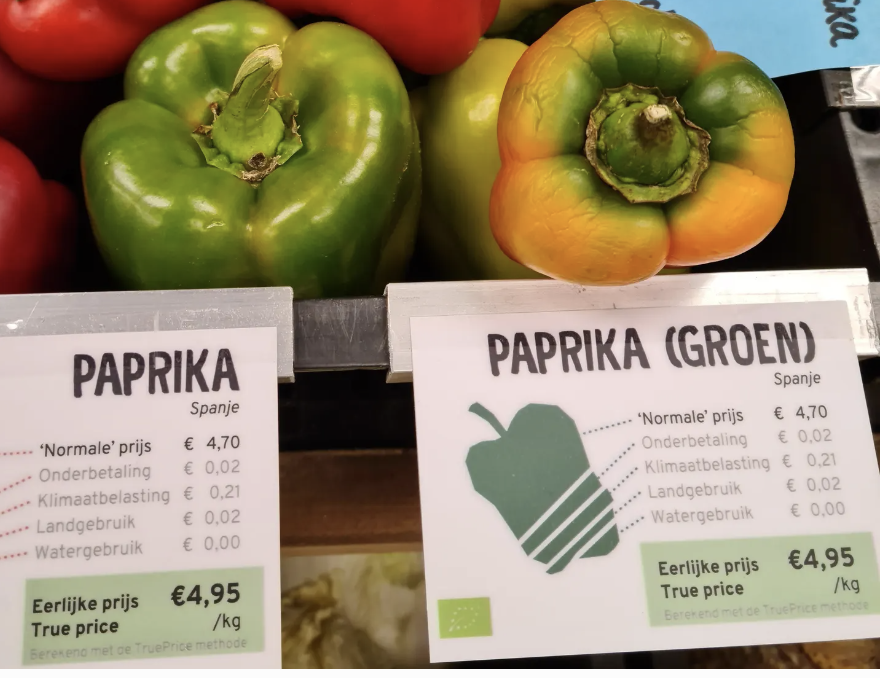 ika
PAPRIKA
Spanje
'Normale' prijs € 4,70
Onderbetaling € 0,02
Klimaatbelasting € 0,21
Landgebruik € 0,02
Watergebruik € 0,00
Eerlijke prijs €4,95
True price /kg
Berekend met de TruePrice methode
PAPRIKA (GROEN)
Spanje
'Normale' prijs € 4,70
Onderbetaling € 0,02
Klimaatbelasting € 0,21
Landgebruik € 0,02
Watergebruik € 0,00
Eerlijke prijs €4,95
True price /kg
Berekend met de TruePrice methode